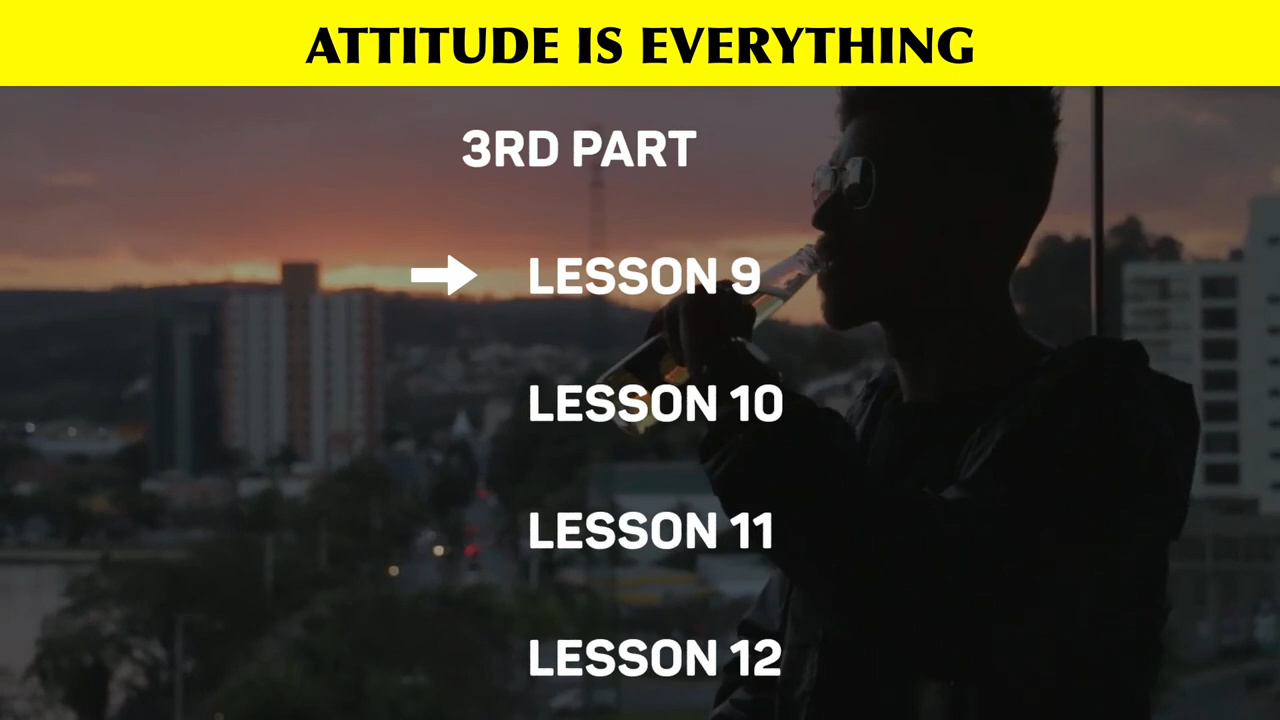 ATTITUDE IS EVERYTHING
3RD PART
LESSON 9
LESSON 10
LESSON 11
LESSON 12